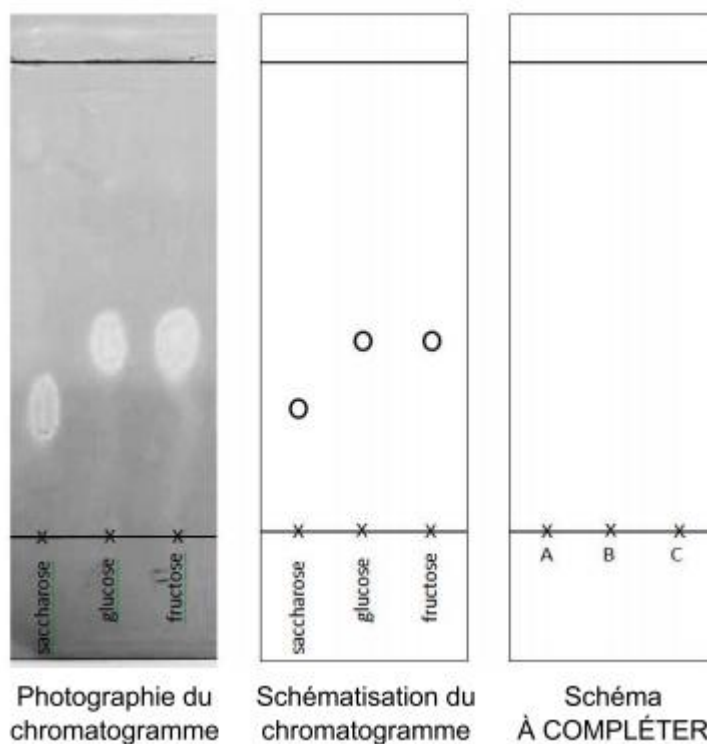 saccharose
glucose
fructose
saccharose
glucose
fructose
A B C
Photographie du
chromatogramme
Schématisation du
chromatogramme
Schéma
À COMPLÉTER